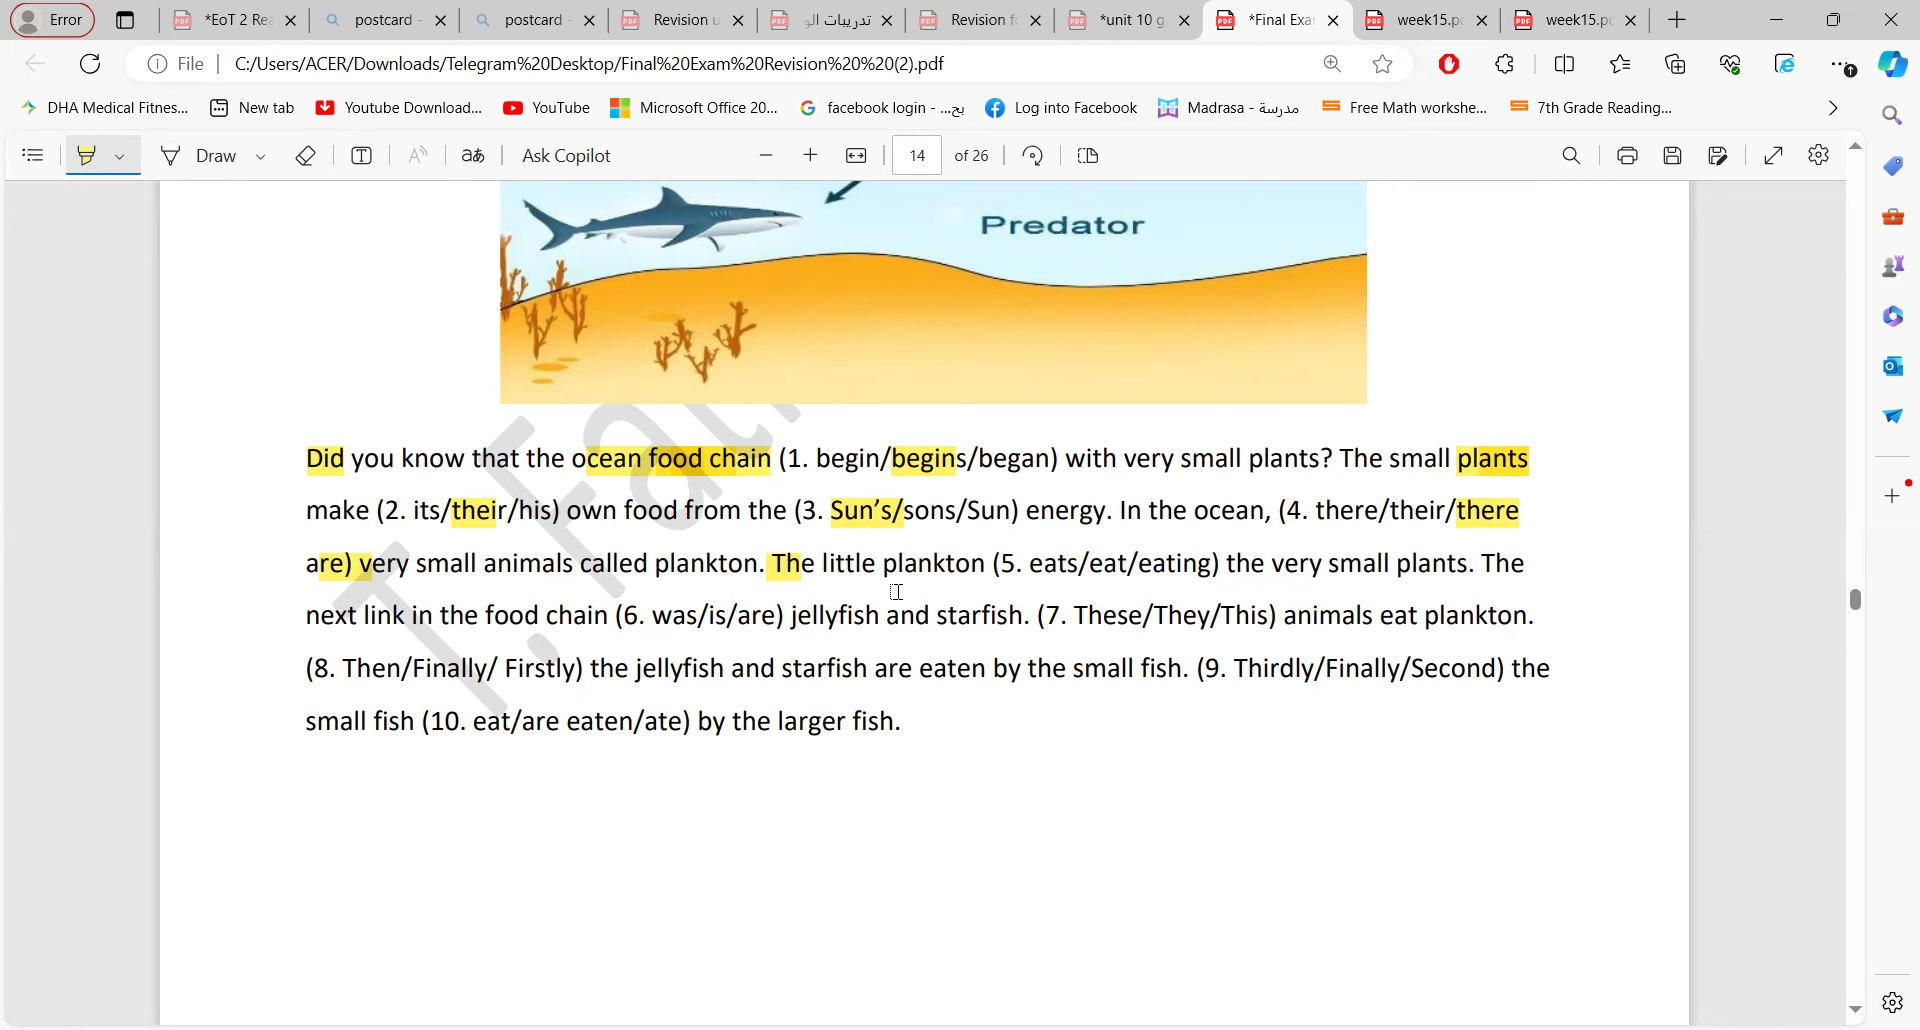 Error
*EoT 2 Rea
postcard -
postcard -
Revision u
تدريبات الو
Revision fo
*unit 10 g
*Final Exa
week15.pd
week15.pd
File
C:/Users/ACER/Downloads/Telegram%20Desktop/Final%20Exam%20Revision%20%20(2).pdf
DHA Medical Fitnes...
New tab
Youtube Download...
YouTube
Microsoft Office 20...
facebook login - ...بح
Log into Facebook
Madrasa - مدرسة
Free Math workshe...
7th Grade Reading...
Draw
aあ
Ask Copilot
14 of 26
Predator
Did you know that the ocean food chain (1. begin/begins/began) with very small plants? The small plants
make (2. its/their/his) own food from the (3. Sun’s/sons/Sun) energy. In the ocean, (4. there/their/there
are) very small animals called plankton. The little plankton (5. eats/eat/eating) the very small plants. The
next link in the food chain (6. was/is/are) jellyfish and starfish. (7. These/They/This) animals eat plankton.
(8. Then/Finally/ Firstly) the jellyfish and starfish are eaten by the small fish. (9. Thirdly/Finally/Second) the
small fish (10. eat/are eaten/ate) by the larger fish.